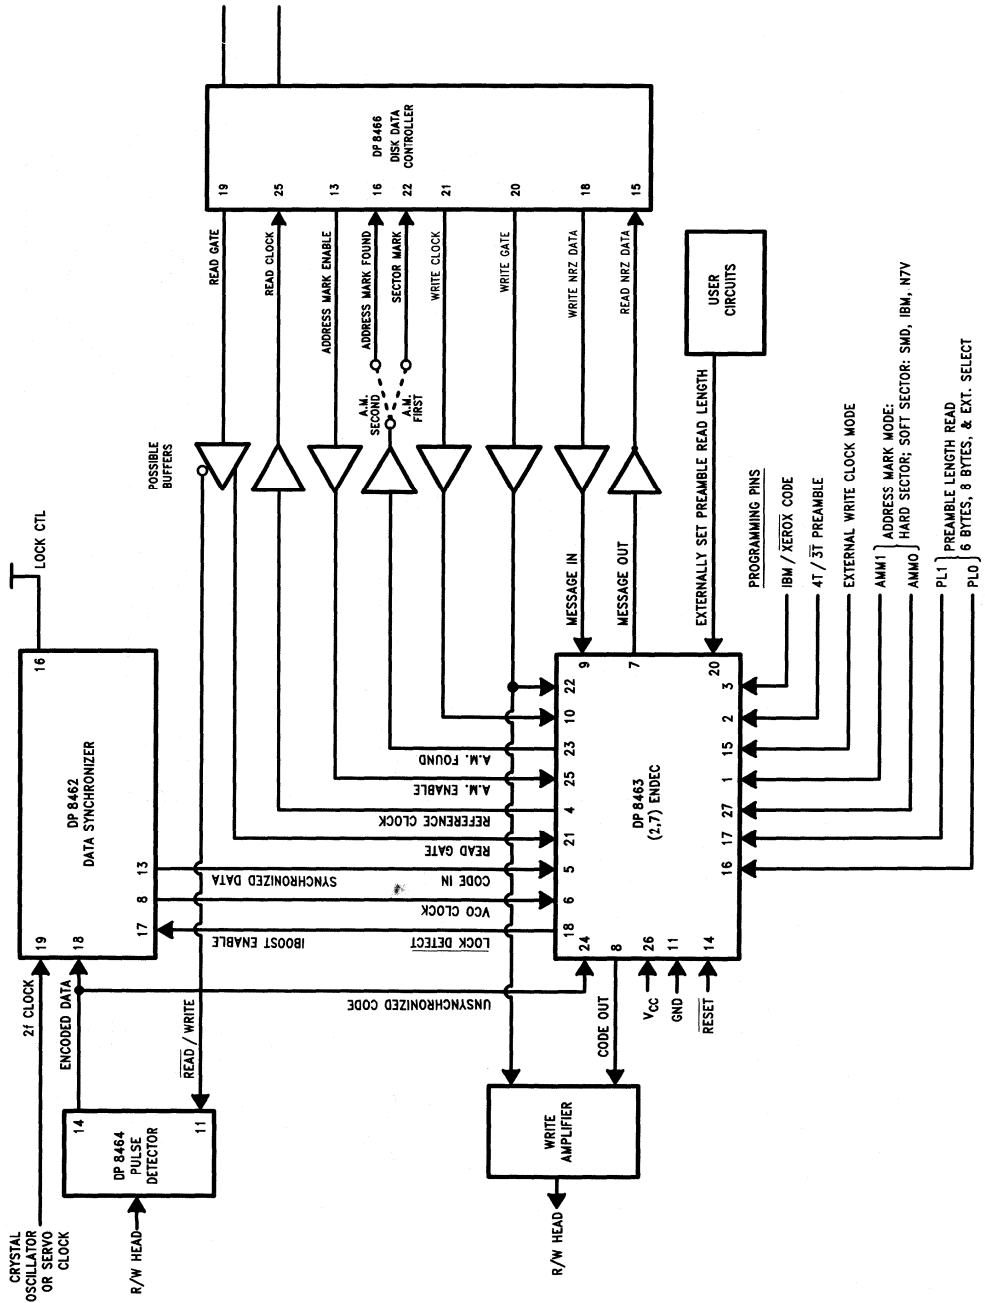 CRYSTAL
OSCILLATOR
OR SERVO
CLOCK
2f CLOCK
R/W HEAD
DP 8464
PULSE
DETECTOR
14
11
ENCODED DATA
READ / WRITE
19
18
17
8
13
16
DP 8462
DATA SYNCHRONIZER
LOCK CTL
IBOOST ENABLE
SYNCHRONIZED DATA
UNSYNCHRONIZED CODE
LOCK DETECT
VCO CLOCK
CODE IN
READ GATE
REFERENCE CLOCK
A.M. ENABLE
A.M. FOUND
POSSIBLE
BUFFERS
A.M.
SECOND
A.M.
FIRST
READ GATE
READ CLOCK
ADDRESS MARK ENABLE
ADDRESS MARK FOUND
SECTOR MARK
WRITE CLOCK
WRITE GATE
WRITE NRZ DATA
READ NRZ DATA
19
25
13
16
22
21
20
18
15
DP 8466
DISK DATA
CONTROLLER
R/W HEAD
WRITE
AMPLIFIER
CODE OUT
VCC
GND
RESET
24
8
26
11
14
18
6
5
21
4
25
23
10
22
9
7
20
DP 8463
(2,7) ENDEC
16
17
27
1
15
2
3
MESSAGE IN
MESSAGE OUT
EXTERNALLY SET PREAMBLE READ LENGTH
USER
CIRCUITS
PROGRAMMING PINS
IBM / XEROX CODE
4T / 3T PREAMBLE
EXTERNAL WRITE CLOCK MODE
AMM1
AMM0
ADDRESS MARK MODE:
HARD SECTOR; SOFT SECTOR: SMD, IBM, N7V
PL1
PL0
PREAMBLE LENGTH READ
6 BYTES, 8 BYTES, & EXT. SELECT